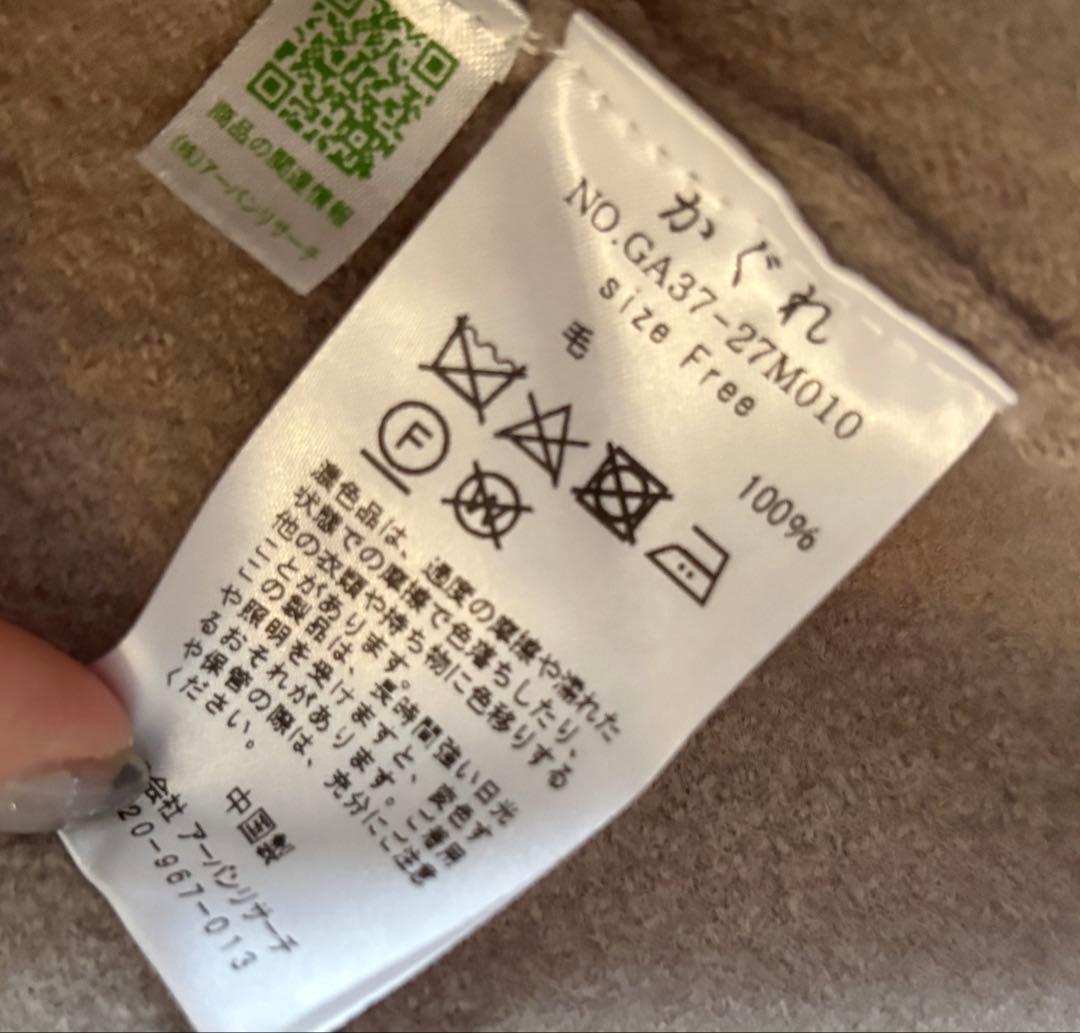 商品の関連情報
(株)アーバンリサーチ
かぐれ
NO.GA37-27M010
size Free
毛 100%
F
W
濃色品は、過度の摩擦や濡れた
状態での摩擦で色落ちしたり、
他の衣類や持ち物に色移りする
ことがあります。
この製品は、長時間強い日光
や照明を受けますと、変色す
るおそれがあります。ご着用
や保管の際は、充分にご注意
ください。
中国製
会社 アーバンリサーチ
20-967-013